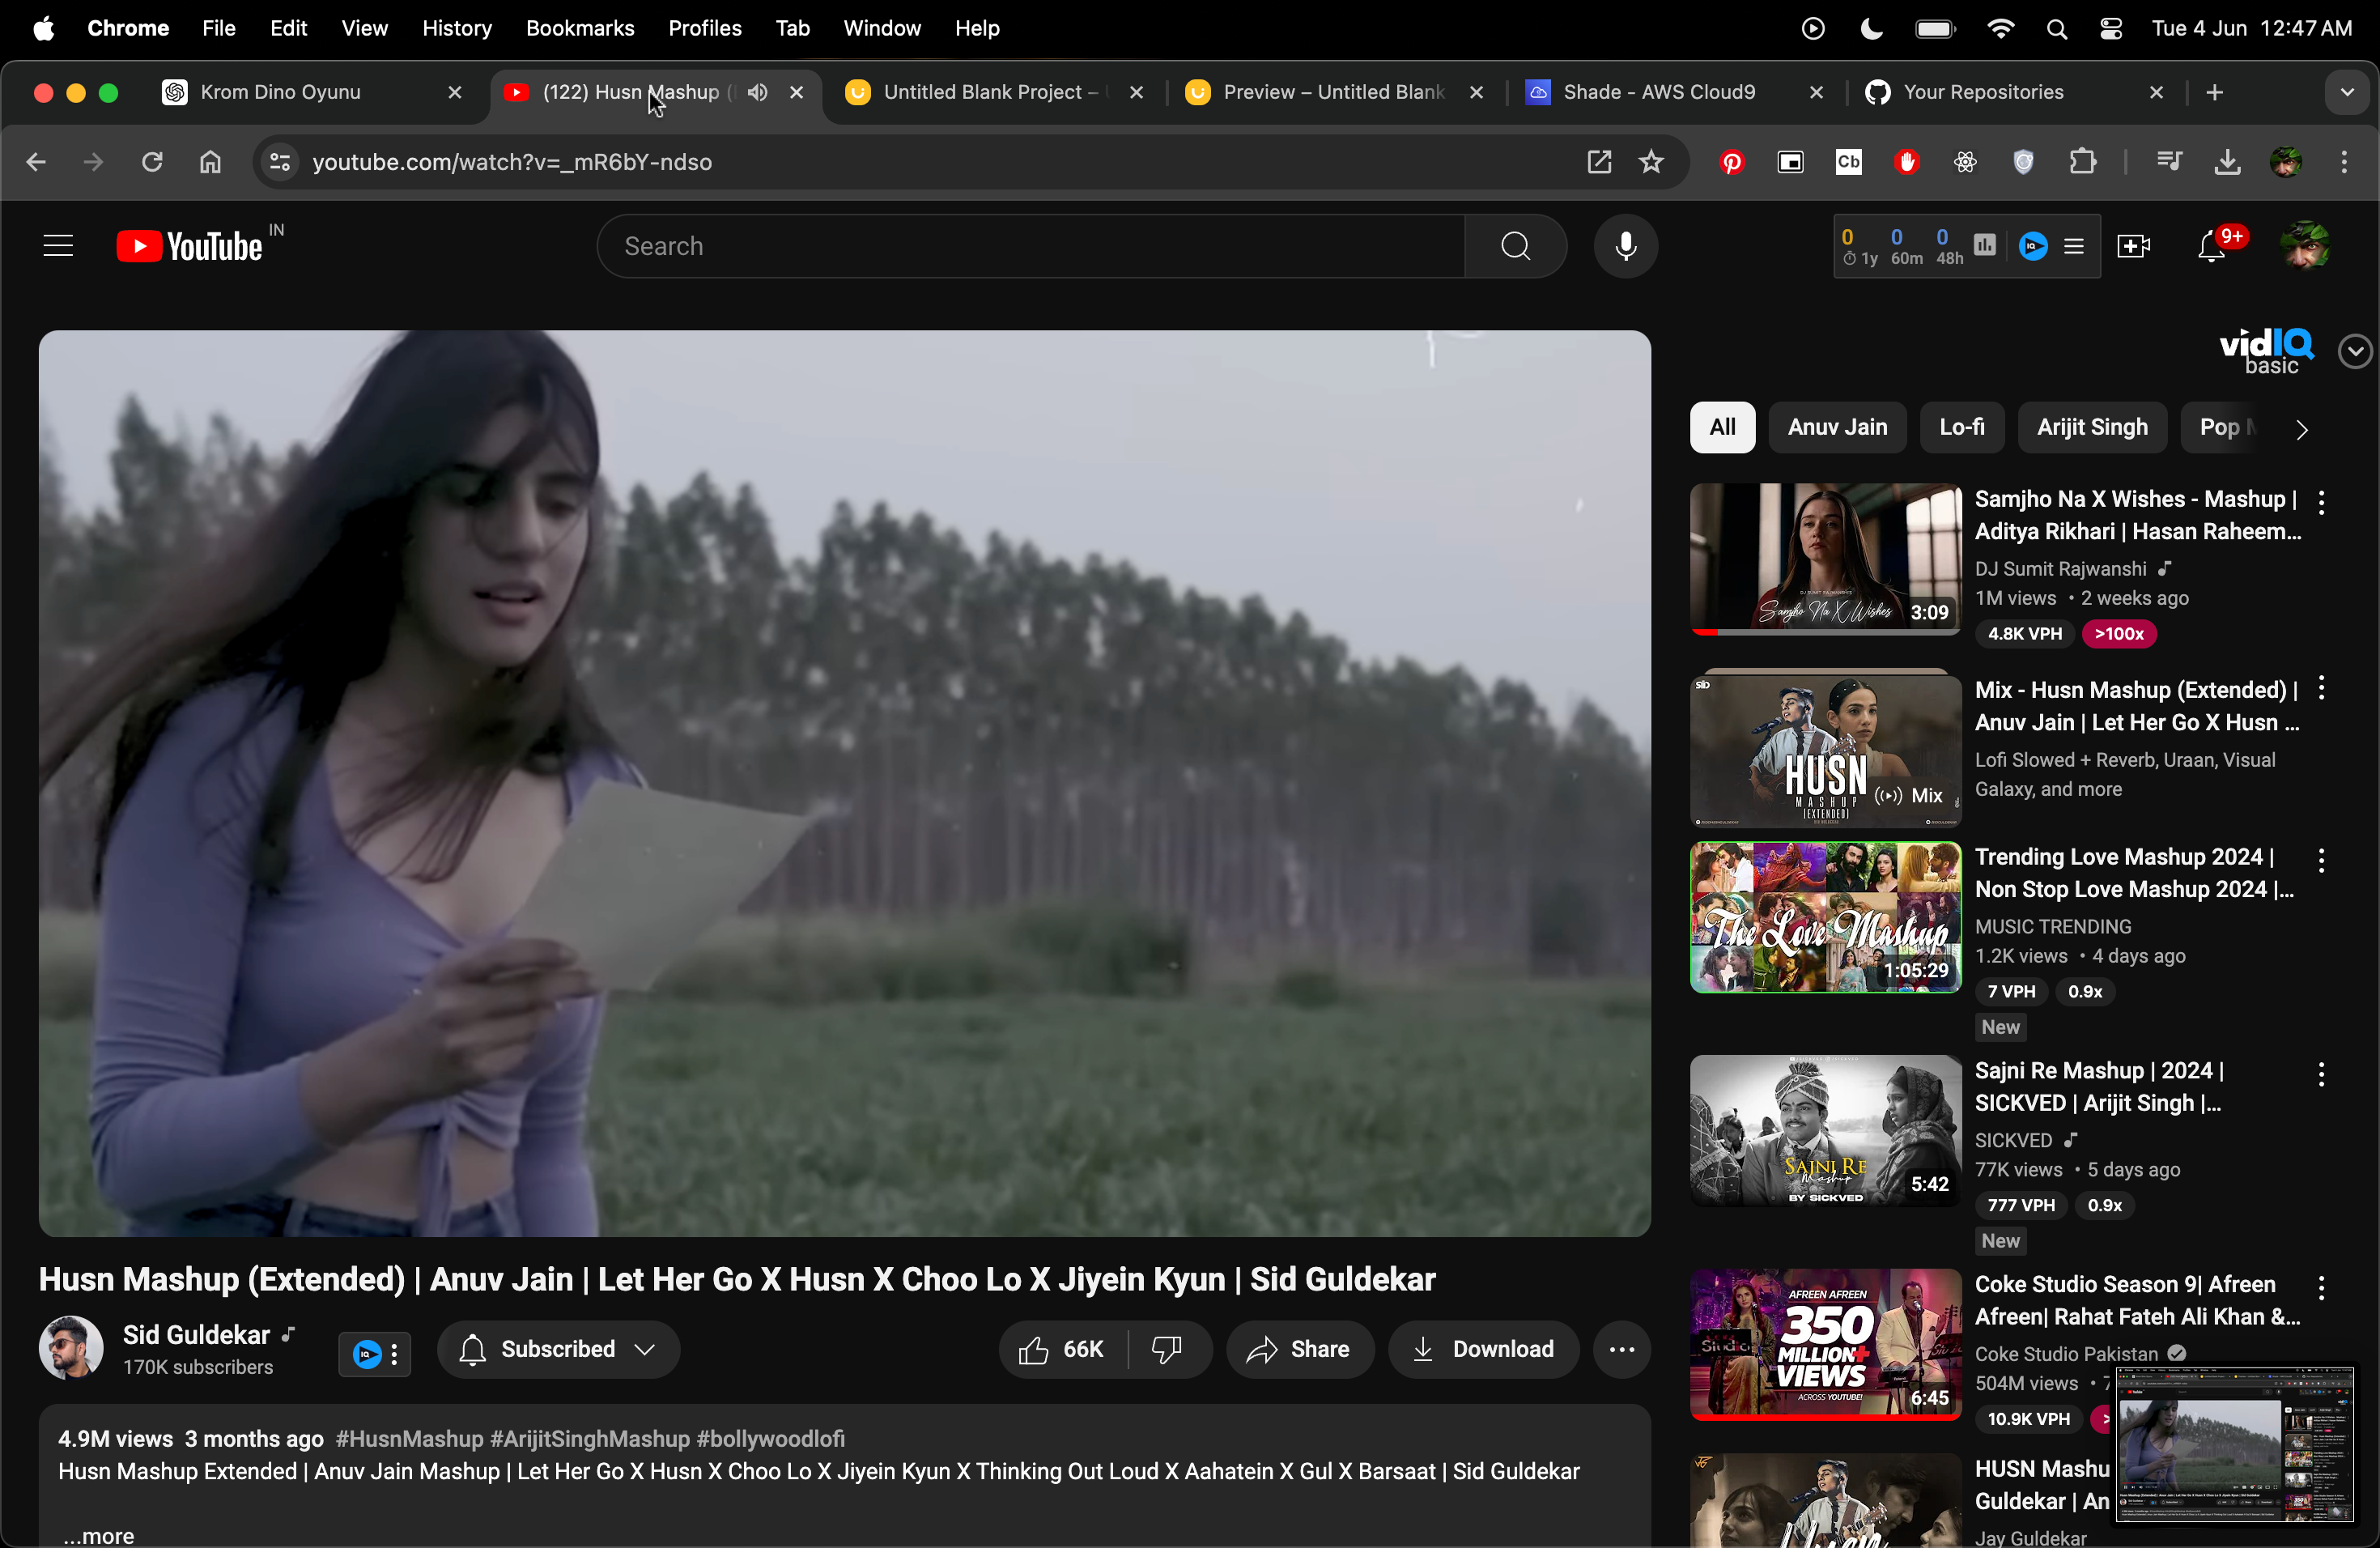 Chrome File Edit View History Bookmarks Profiles Tab Window Help
Tue 4 Jun 12:47 AM
Krom Dino Oyunu
(122) Husn Mashup (
Untitled Blank Project –
Preview – Untitled Blank
Shade - AWS Cloud9
Your Repositories
youtube.com/watch?v=_mR6bY-ndso
Cb
YouTube IN
Search
0 0 0
1y 60m 48h
IQ
9+
vidIQ
basic
All
Anuv Jain
Lo-fi
Arijit Singh
Pop
DJ SUMIT RAJWANSHI
Samjho Na X Wishes
3:09
Samjho Na X Wishes - Mashup |
Aditya Rikhari | Hasan Raheem...
DJ Sumit Rajwanshi
1M views • 2 weeks ago
4.8K VPH >100x
SID
HUSN
MASHUP
(EXTENDED)
Mix
Mix - Husn Mashup (Extended) |
Anuv Jain | Let Her Go X Husn ...
Lofi Slowed + Reverb, Uraan, Visual
Galaxy, and more
The Love Mashup
1:05:29
Trending Love Mashup 2024 |
Non Stop Love Mashup 2024 |...
MUSIC TRENDING
1.2K views • 4 days ago
7 VPH 0.9x
New
SAJNI RE
Mashup
BY SICKVED
5:42
Sajni Re Mashup | 2024 |
SICKVED | Arijit Singh |...
SICKVED
77K views • 5 days ago
777 VPH 0.9x
New
AFREEN AFREEN
350
MILLION+
VIEWS
ACROSS YOUTUBE!
6:45
Coke Studio Season 9| Afreen
Afreen| Rahat Fateh Ali Khan &...
Coke Studio Pakistan
504M views • 7
10.9K VPH >
JG
HUSN Mashu
Guldekar | An
Jay Guldekar
Husn Mashup (Extended) | Anuv Jain | Let Her Go X Husn X Choo Lo X Jiyein Kyun | Sid Guldekar
Sid Guldekar
170K subscribers
IQ
Subscribed
66K
Share
Download
4.9M views 3 months ago #HusnMashup #ArijitSinghMashup #bollywoodlofi
Husn Mashup Extended | Anuv Jain Mashup | Let Her Go X Husn X Choo Lo X Jiyein Kyun X Thinking Out Loud X Aahatein X Gul X Barsaat | Sid Guldekar
...more